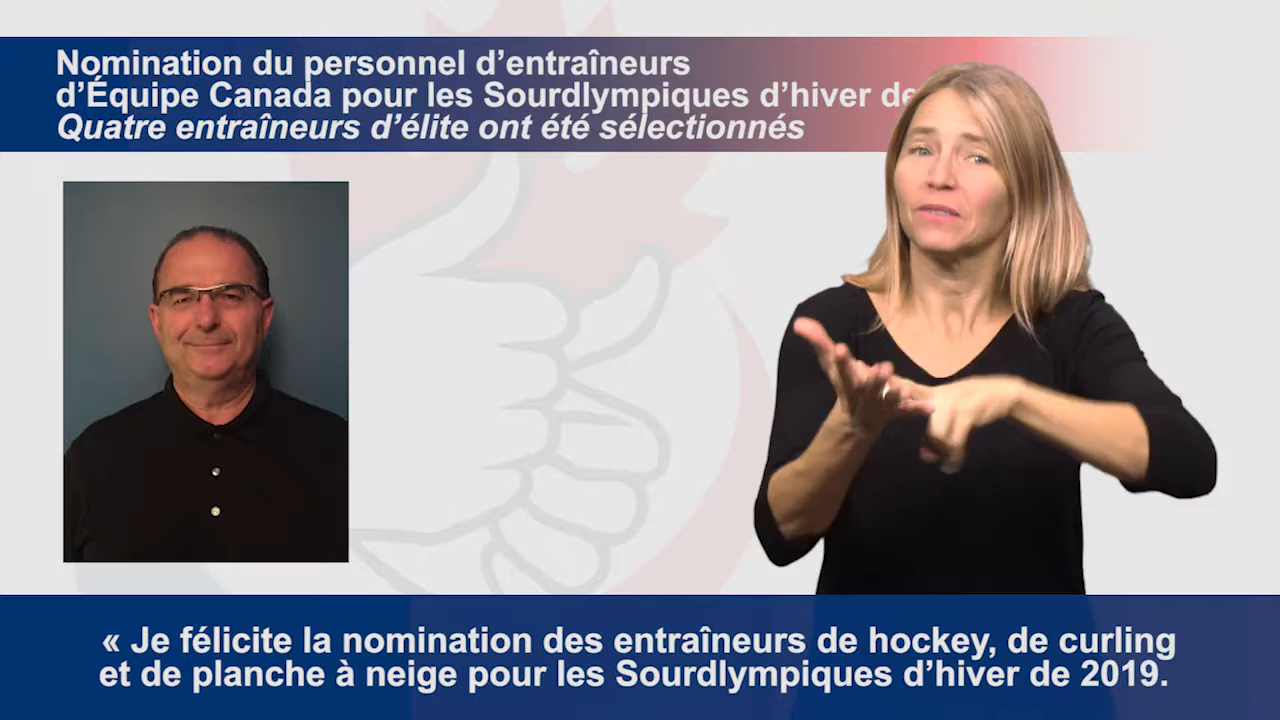 Nomination du personnel d’entraîneurs
d’Équipe Canada pour les Sourdlympiques d’hiver de
Quatre entraîneurs d’élite ont été sélectionnés
« Je félicite la nomination des entraîneurs de hockey, de curling
et de planche à neige pour les Sourdlympiques d’hiver de 2019.